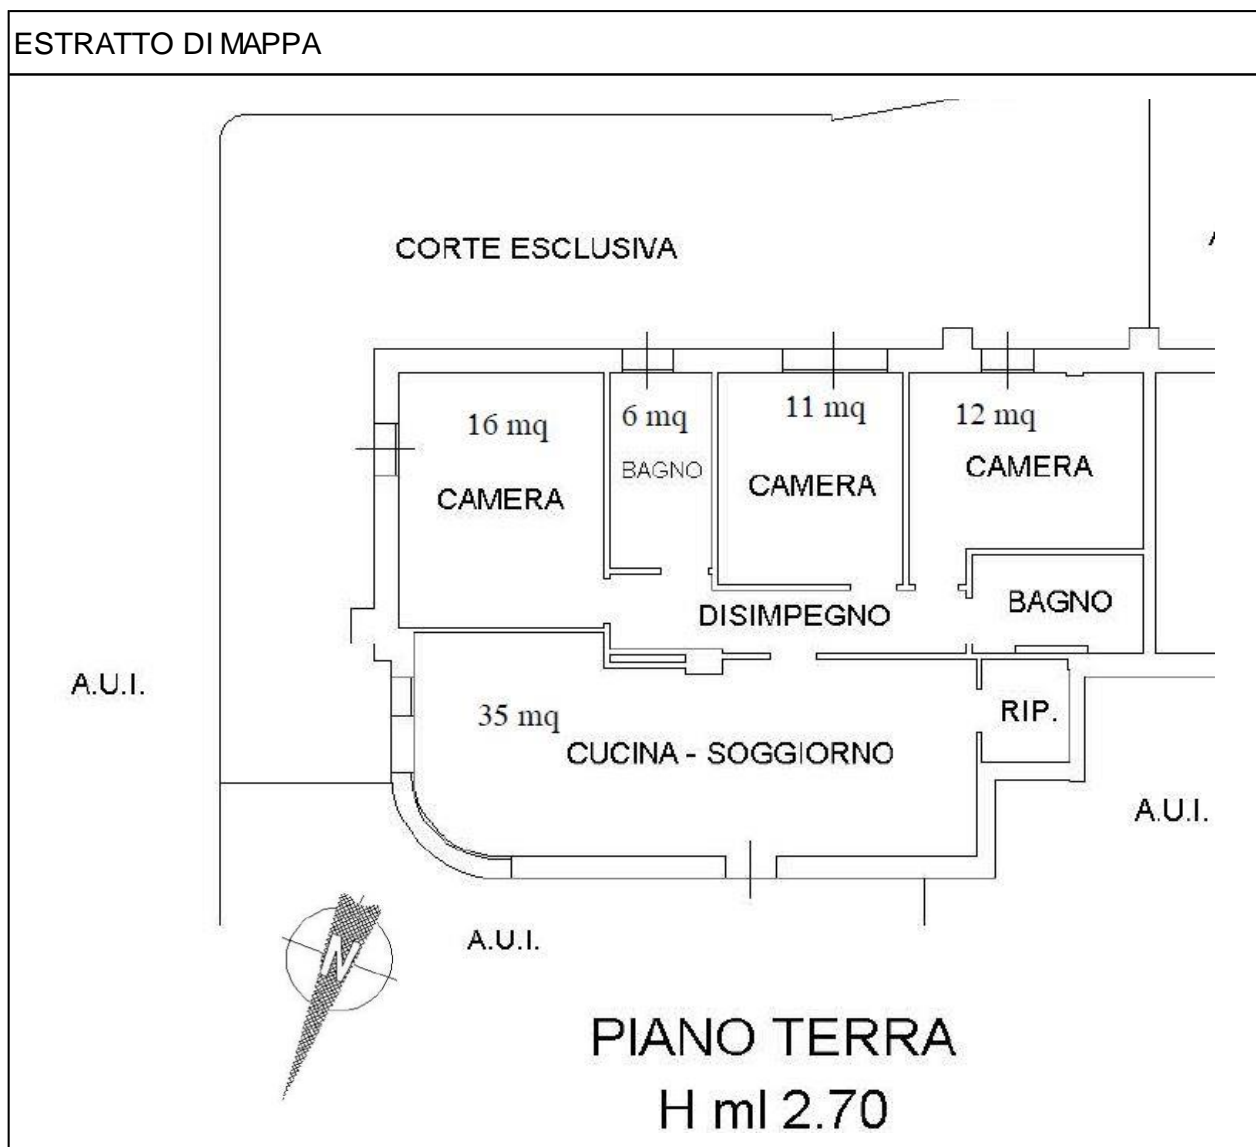 ESTRATTO DI MAPPA
CORTE ESCLUSIVA
16 mq
CAMERA
6 mq
BAGNO
11 mq
CAMERA
12 mq
CAMERA
DISIMPEGNO
BAGNO
A.U.I.
35 mq
CUCINA - SOGGIORNO
RIP.
A.U.I.
A.U.I.
N
PIANO TERRA
H ml 2.70